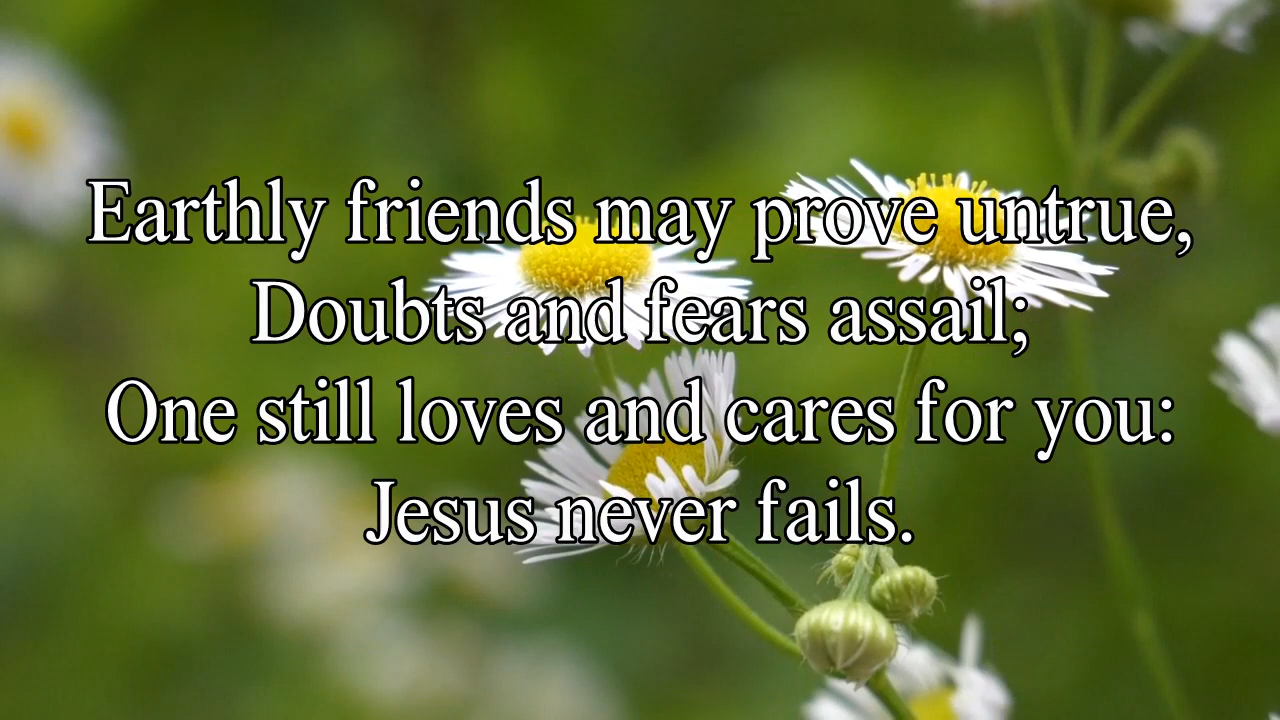 Earthly friends may prove untrue,
Doubts and fears assail;
One still loves and cares for you:
Jesus never fails.